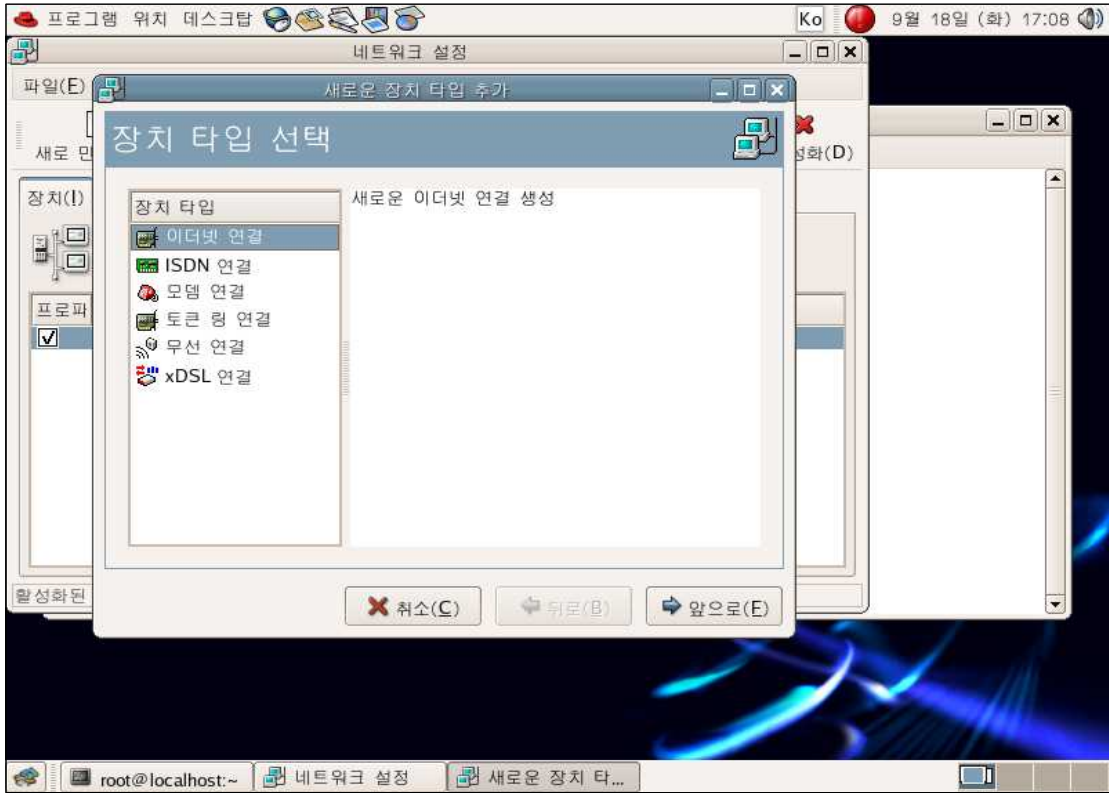 프로그램 위치 데스크탑 Ko 9월 18일 (화) 17:08
네트워크 설정
파일(F)
새로운 장치 타입 추가
장치 타입 선택
새로 만
성화(D)
장치(I)
장치 타입
새로운 이더넷 연결 생성
이더넷 연결
ISDN 연결
모뎀 연결
프로파
토큰 링 연결
무선 연결
xDSL 연결
활성화된
취소(C) 뒤로(B) 앞으로(F)
root@localhost:~ 네트워크 설정 새로운 장치 타...